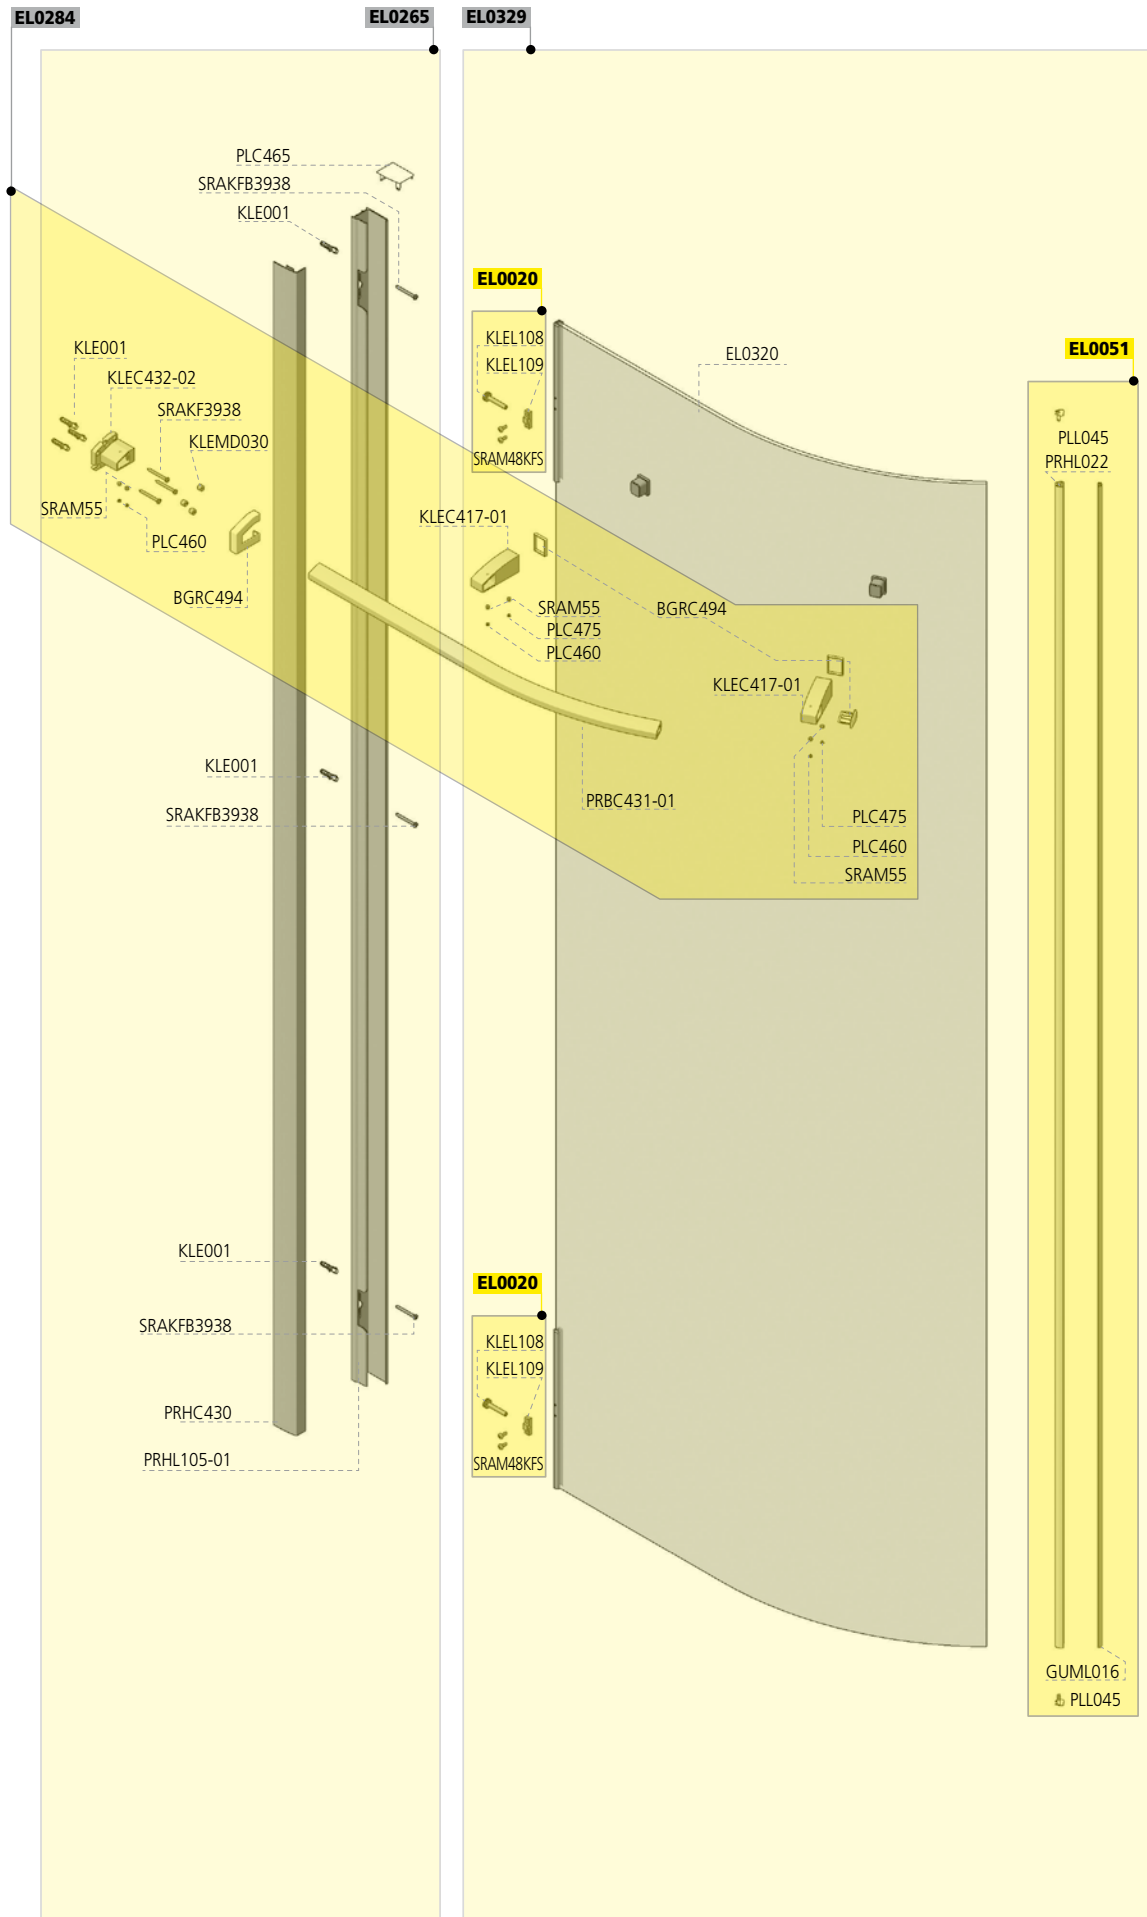 EL0284
EL0265
EL0329
PLC465
SRAKFB3938
KLE001
EL0020
KLEL108
KLEL109
SRAM48KFS
EL0320
EL0051
PLL045
PRHL022
KLE001
KLEC432-02
SRAKF3938
KLEMD030
SRAM55
PLC460
BGRC494
KLEC417-01
SRAM55
PLC475
PLC460
BGRC494
KLEC417-01
PRBC431-01
PLC475
PLC460
SRAM55
KLE001
SRAKFB3938
KLE001
SRAKFB3938
EL0020
KLEL108
KLEL109
SRAM48KFS
PRHC430
PRHL105-01
GUML016
PLL045